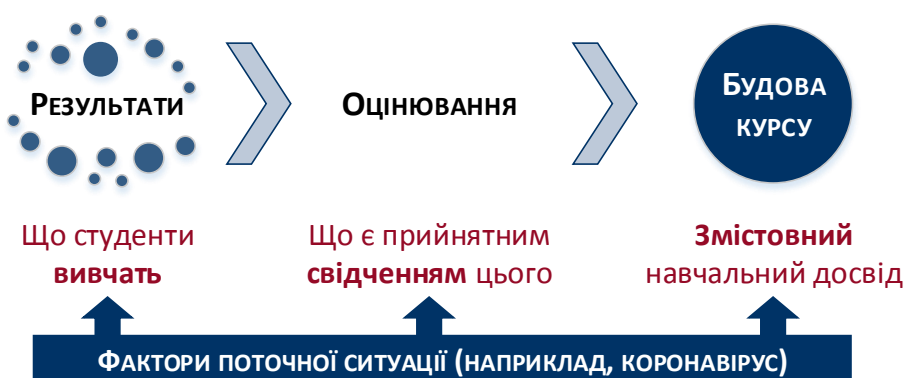 РЕЗУЛЬТАТИ
ОЦІНЮВАННЯ
БУДОВА
КУРСУ
Що студенти
вивчать
Що є прийнятним
свідченням цього
Змістовний
навчальний досвід
ФАКТОРИ ПОТОЧНОЇ СИТУАЦІЇ (НАПРИКЛАД, КОРОНАВІРУС)